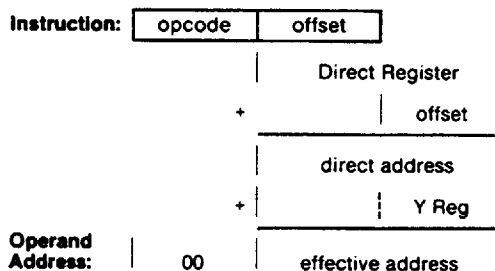 Instruction: opcode offset
Direct Register
+ offset
direct address
+ Y Reg
Operand
Address: 00 effective address